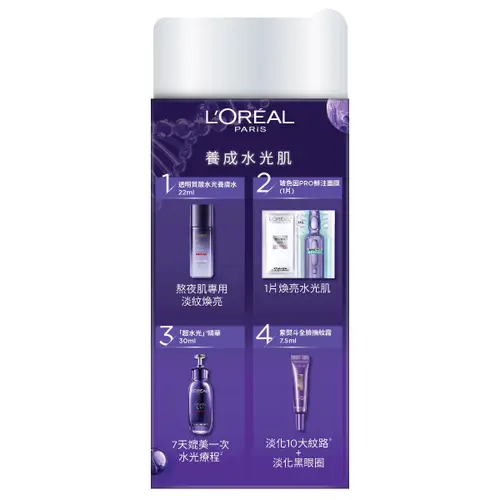 L'ORÉAL
PARIS
養成水光肌
1 透明質酸水光養膚水
22ml
熬夜肌專用
淡紋煥亮
2 玻色因PRO鮮注面膜
(1片)
1片煥亮水光肌
3 「超水光」精華
30ml
7天媲美一次
水光療程
4 紫熨斗全臉撫紋霜
7.5ml
淡化10大紋路
+
淡化黑眼圈